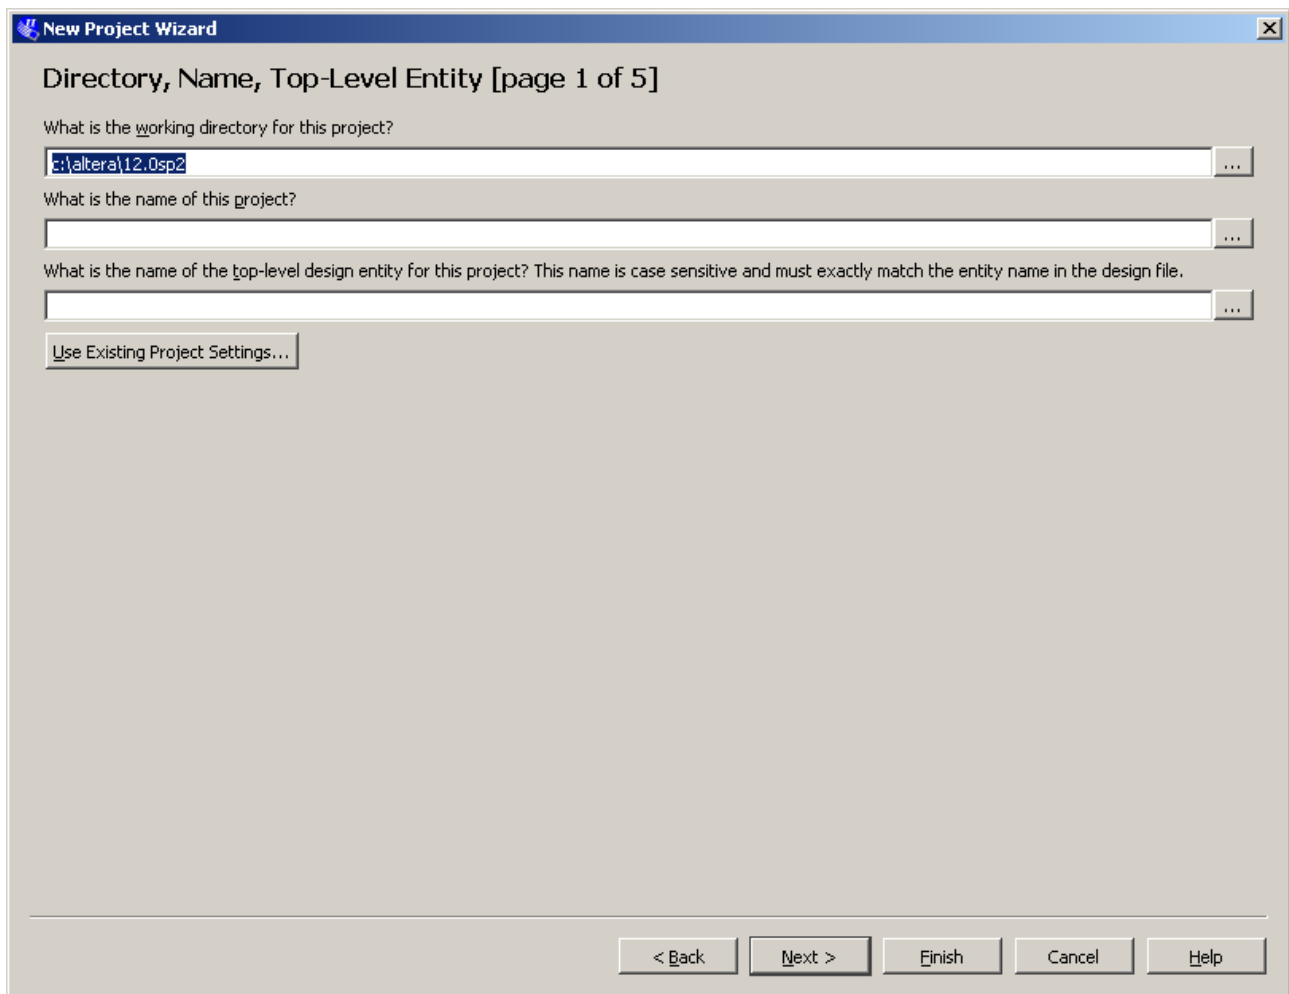 New Project Wizard
Directory, Name, Top-Level Entity [page 1 of 5]
What is the working directory for this project?
c:\altera\12.0sp2
...
What is the name of this project?
...
What is the name of the top-level design entity for this project? This name is case sensitive and must exactly match the entity name in the design file.
...
Use Existing Project Settings...
< Back Next > Finish Cancel Help